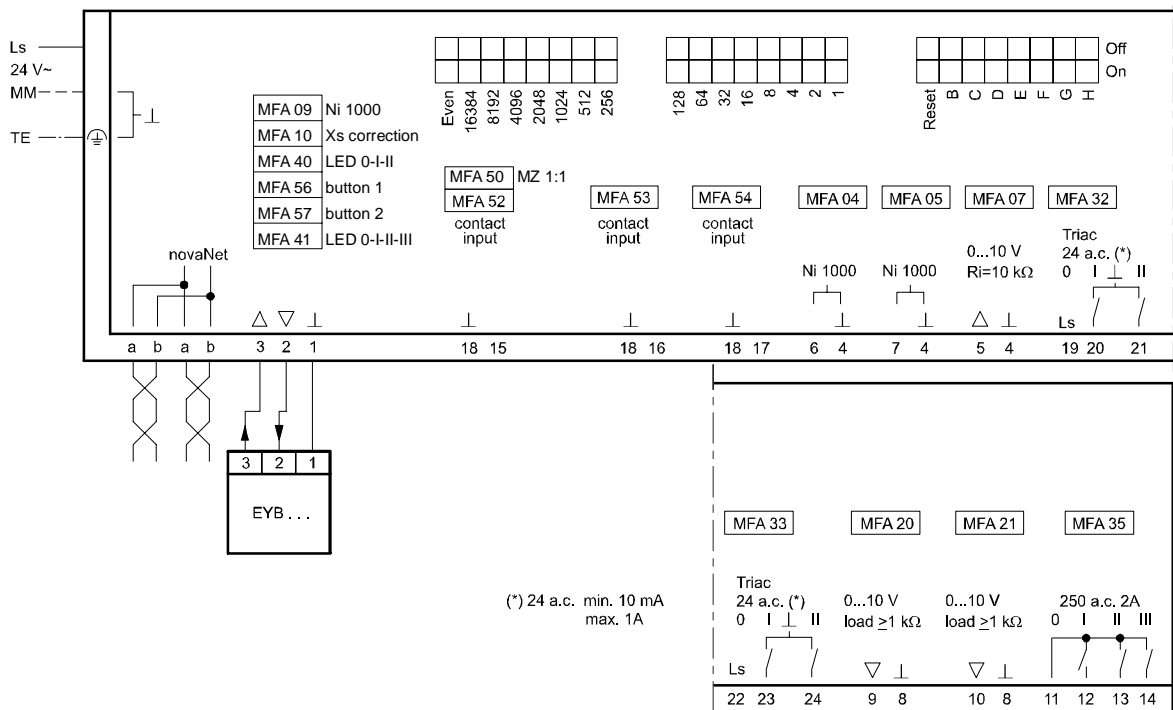 Ls
24 V~
MM
TE
⊥
MFA 09 Ni 1000
MFA 10 Xs correction
MFA 40 LED 0-I-II
MFA 56 button 1
MFA 57 button 2
MFA 41 LED 0-I-II-III
Even 16384 8192 4096 2048 1024 512 256
128 64 32 16 8 4 2 1
Off
On
Reset B C D E F G H
MFA 50 MZ 1:1
MFA 52
contact
input
MFA 53
contact
input
MFA 54
contact
input
MFA 04
Ni 1000
MFA 05
Ni 1000
MFA 07
0...10 V
Ri=10 kΩ
MFA 32
Triac
24 a.c. (*)
0 I ⊥ II
Ls
novaNet
a b a b 3 2 1 18 15 18 16 18 17 6 4 7 4 5 4 19 20 21
3 2 1
EYB . . .
(*) 24 a.c. min. 10 mA
max. 1A
MFA 33
Triac
24 a.c. (*)
0 I ⊥ II
Ls
MFA 20
0...10 V
load ≥1 kΩ
MFA 21
0...10 V
load ≥1 kΩ
MFA 35
250 a.c. 2A
0 I II III
22 23 24 9 8 10 8 11 12 13 14